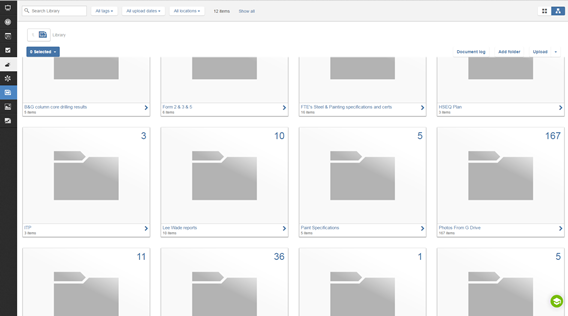 Search Library
All tags
All upload dates
All locations
12 items
Show all
Library
8 Selected
Document log
Add folder
Upload
B&G column core drilling results
5 items
Form 2 & 3 & 5
6 items
FTE's Steel & Painting specifications and certs
16 items
HSEQ Plan
3 items
3
ITP
3 items
10
Lee Wade reports
10 items
5
Paint Specifications
5 items
167
Photos From G Drive
167 items
11
36
1
5